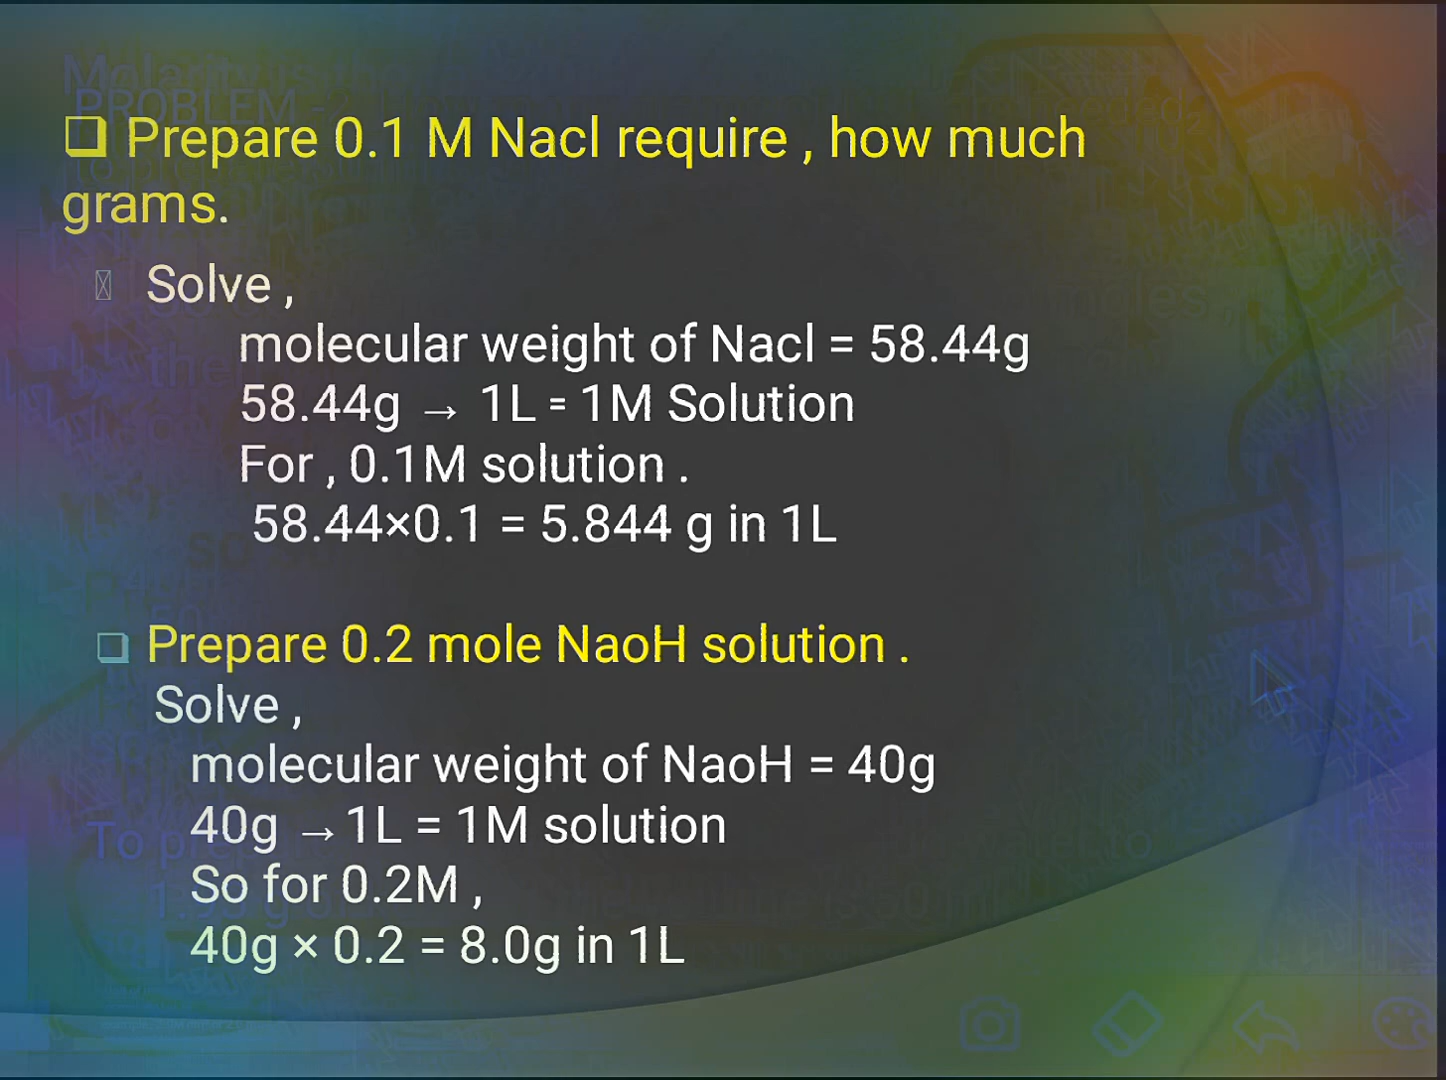 Prepare 0.1 M Nacl require , how much
grams.
Solve ,
molecular weight of Nacl = 58.44g
58.44g → 1L = 1M Solution
For , 0.1M solution .
58.44×0.1 = 5.844 g in 1L
Prepare 0.2 mole NaoH solution .
Solve ,
molecular weight of NaoH = 40g
40g → 1L = 1M solution
So for 0.2M ,
40g × 0.2 = 8.0g in 1L